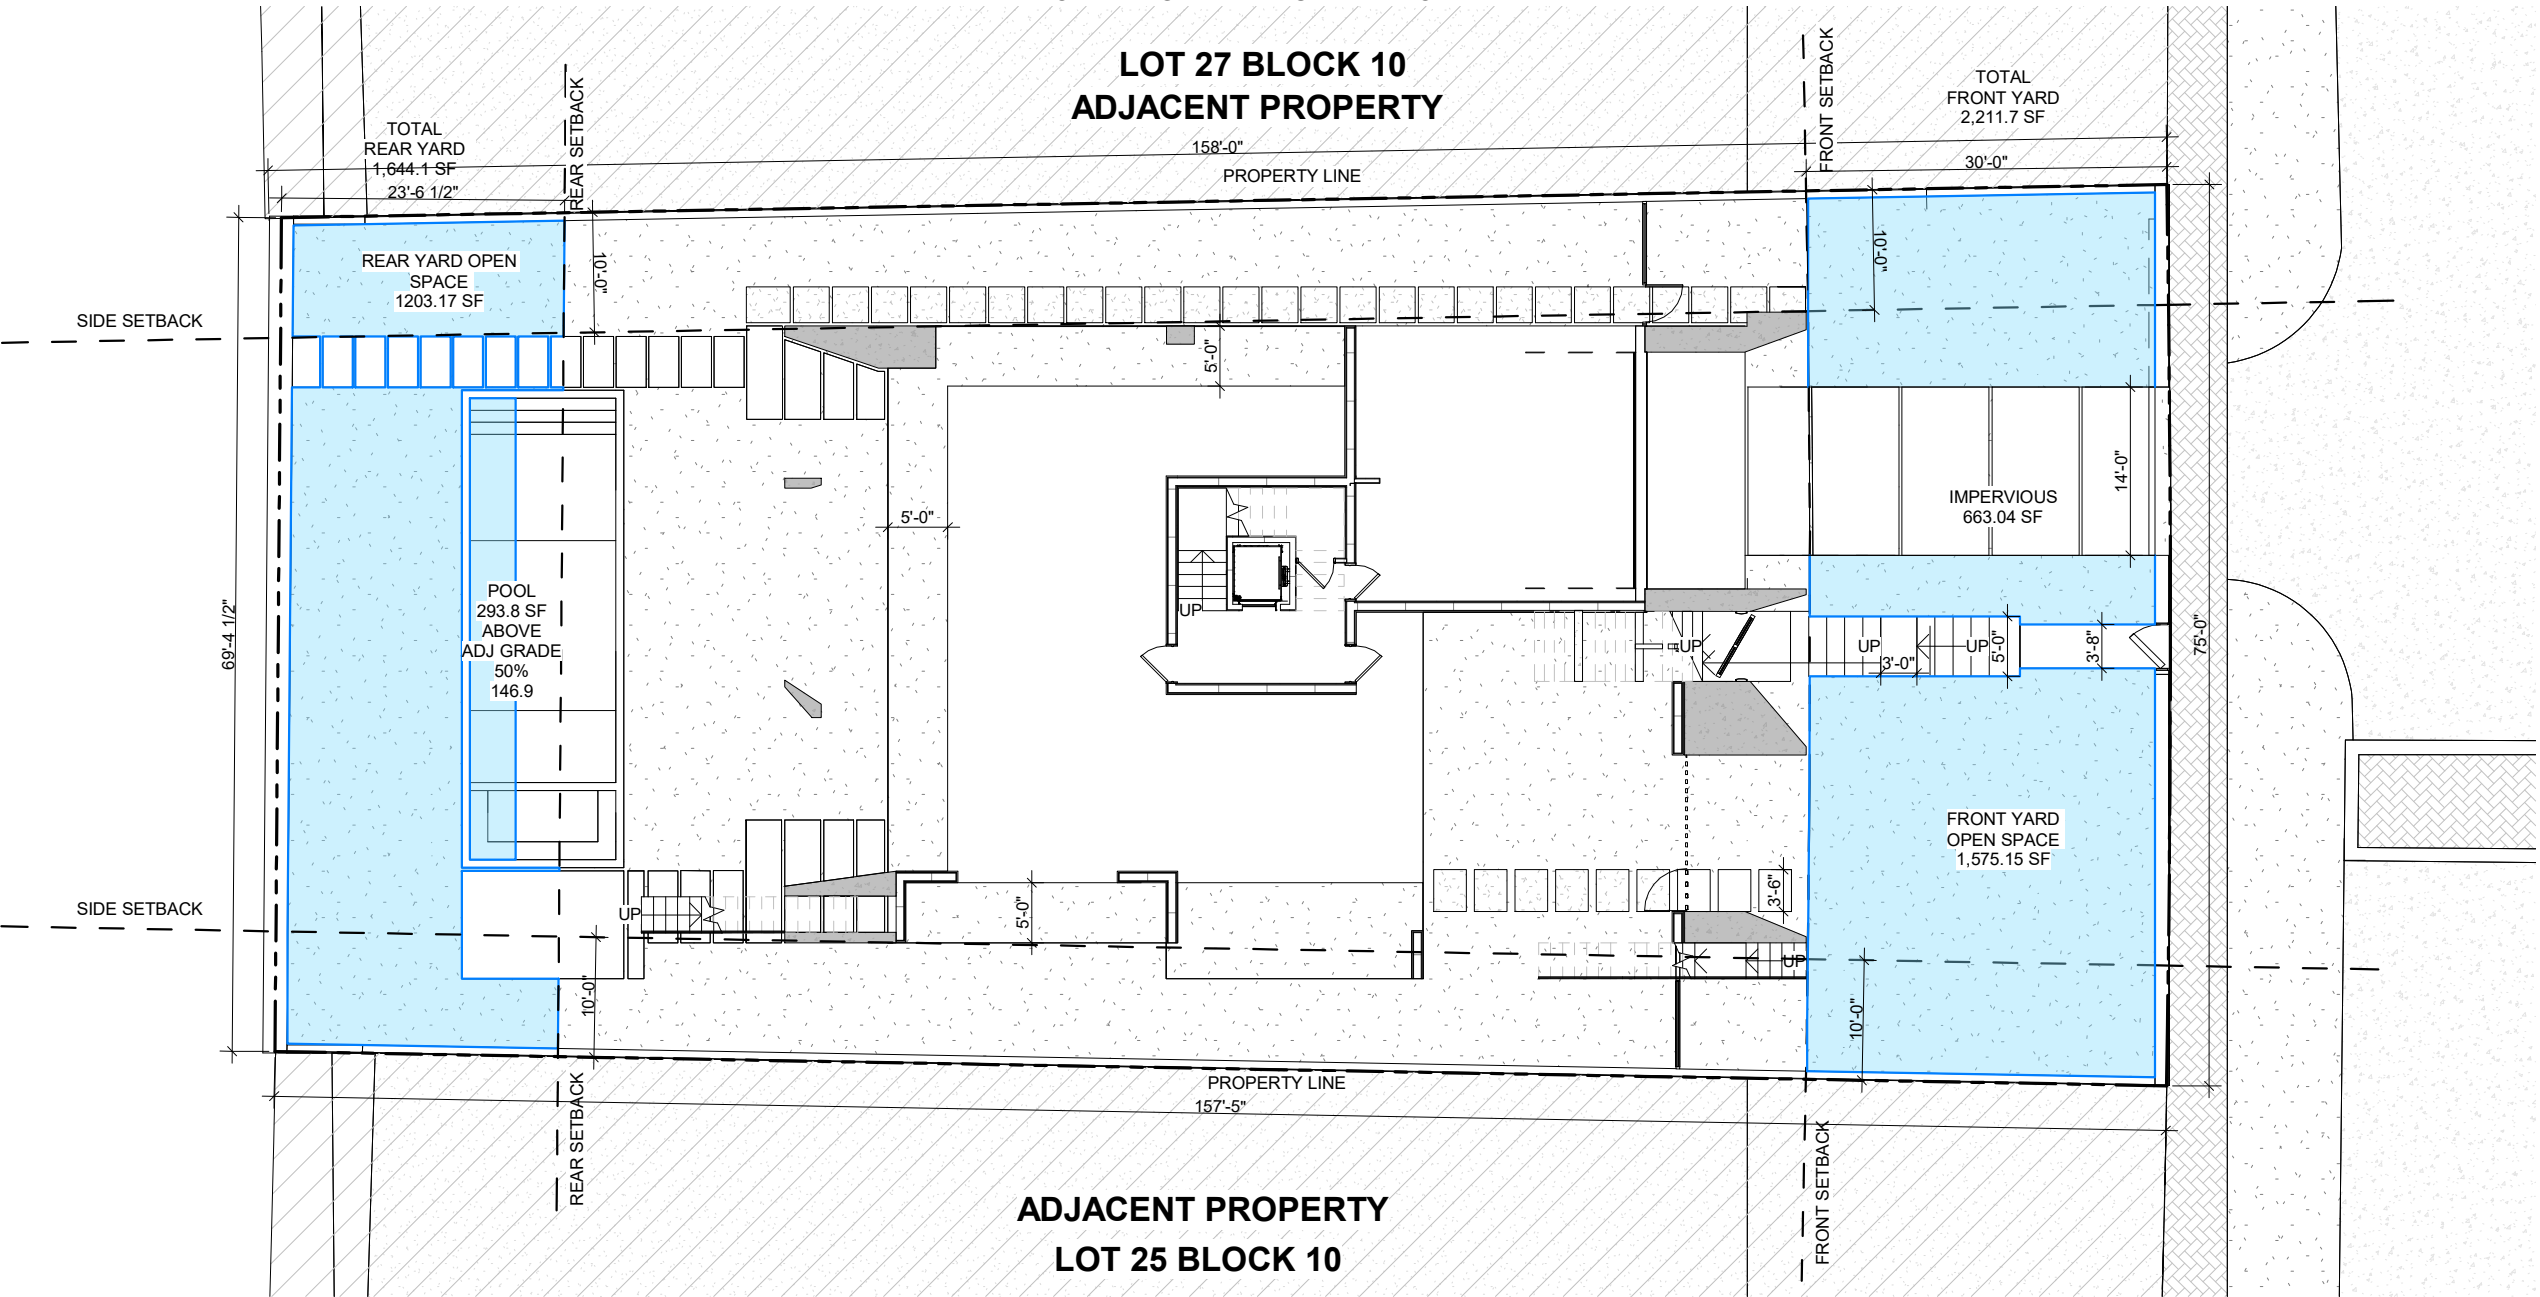 LOT 27 BLOCK 10
ADJACENT PROPERTY
TOTAL
FRONT YARD
2,211.7 SF
FRONT SETBACK
REAR SETBACK
TOTAL
REAR YARD
1,644.1 SF
23'-6 1/2"
158'-0"
PROPERTY LINE
30'-0"
REAR YARD OPEN
SPACE
1203.17 SF
10'-0"
10'-0"
SIDE SETBACK
5'-0"
14'-0"
IMPERVIOUS
663.04 SF
5'-0"
POOL
293.8 SF
ABOVE
ADJ GRADE
50%
146.9
69'-4 1/2"
UP
UP
UP
UP
3'-0"
5'-0"
3'-8"
75'-0"
FRONT YARD
OPEN SPACE
1,575.15 SF
3'-6"
SIDE SETBACK
UP
5'-0"
UP
10'-0"
10'-0"
PROPERTY LINE
157'-5"
REAR SETBACK
FRONT SETBACK
ADJACENT PROPERTY
LOT 25 BLOCK 10